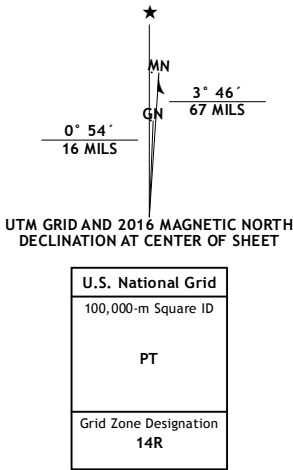 ★
MN
3° 46´
67 MILS
GN
0° 54´
16 MILS
UTM GRID AND 2016 MAGNETIC NORTH
DECLINATION AT CENTER OF SHEET
U.S. National Grid
100,000-m Square ID
PT
Grid Zone Designation
14R